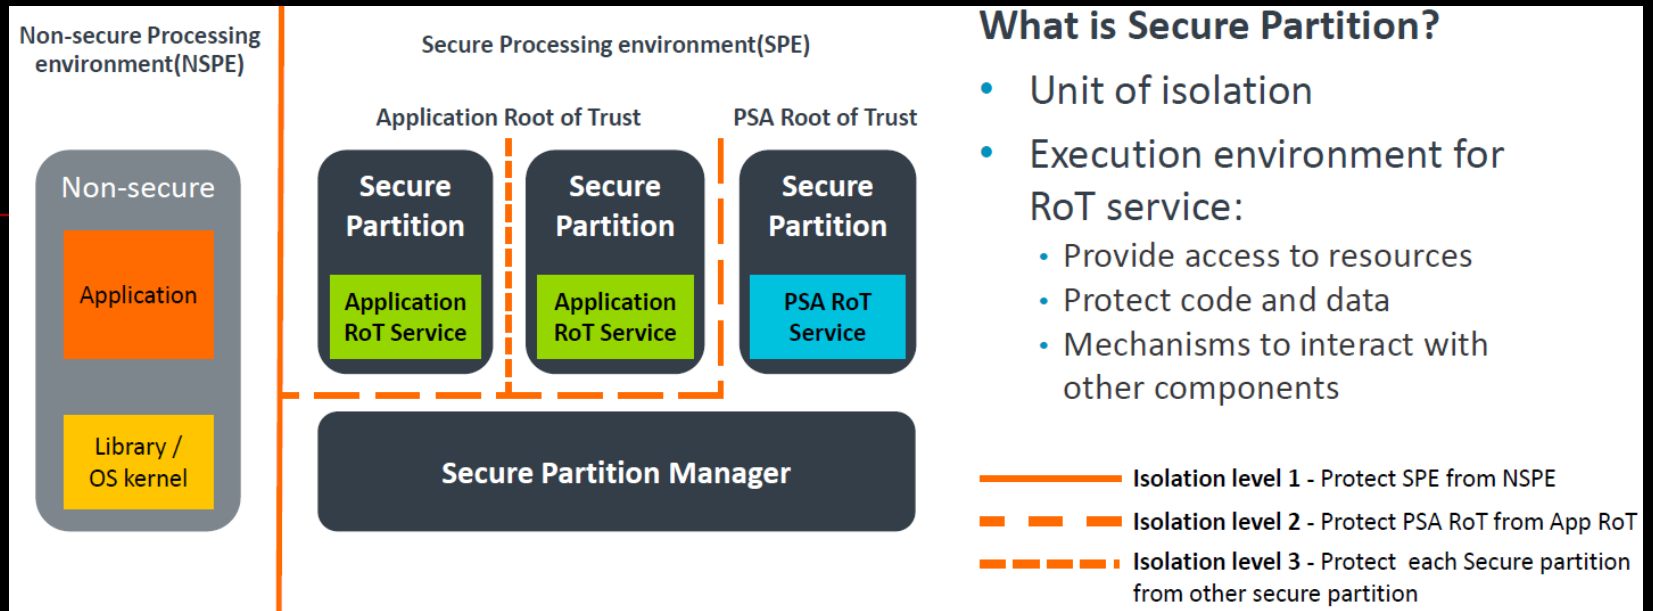 Non-secure Processing
environment(NSPE)
Secure Processing environment(SPE)
Application Root of Trust
PSA Root of Trust
Non-secure
Application
Library /
OS kernel
Secure
Partition
Application
RoT Service
Secure
Partition
Application
RoT Service
Secure
Partition
PSA RoT
Service
Secure Partition Manager
What is Secure Partition?
• Unit of isolation
• Execution environment for
RoT service:
• Provide access to resources
• Protect code and data
• Mechanisms to interact with
other components
Isolation level 1 - Protect SPE from NSPE
Isolation level 2 - Protect PSA RoT from App RoT
Isolation level 3 - Protect each Secure partition
from other secure partition